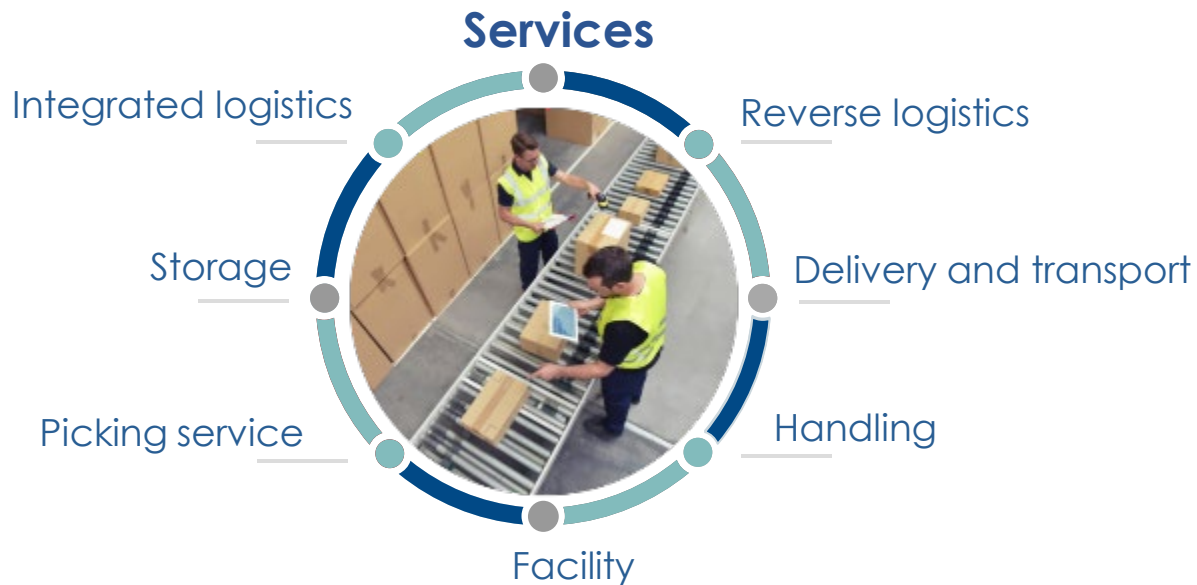 Services
Integrated logistics
Reverse logistics
Storage
Delivery and transport
Picking service
Handling
Facility